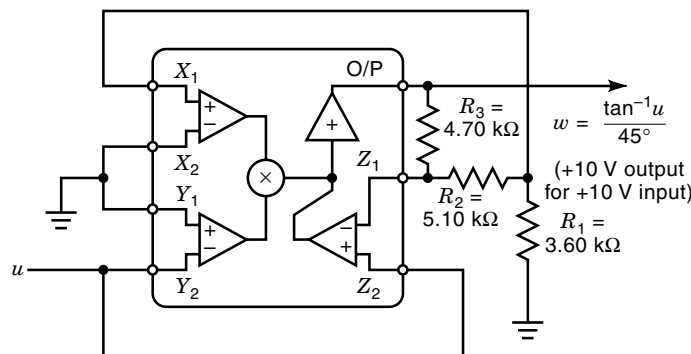 X1
+
−
X2
Y1
+
−
Y2
u
×
O/P
+
Z1
−
+
Z2
R3 =
4.70 kΩ
R2 =
5.10 kΩ
R1 =
3.60 kΩ
w = tan−1u / 45°
(+10 V output
for +10 V input)